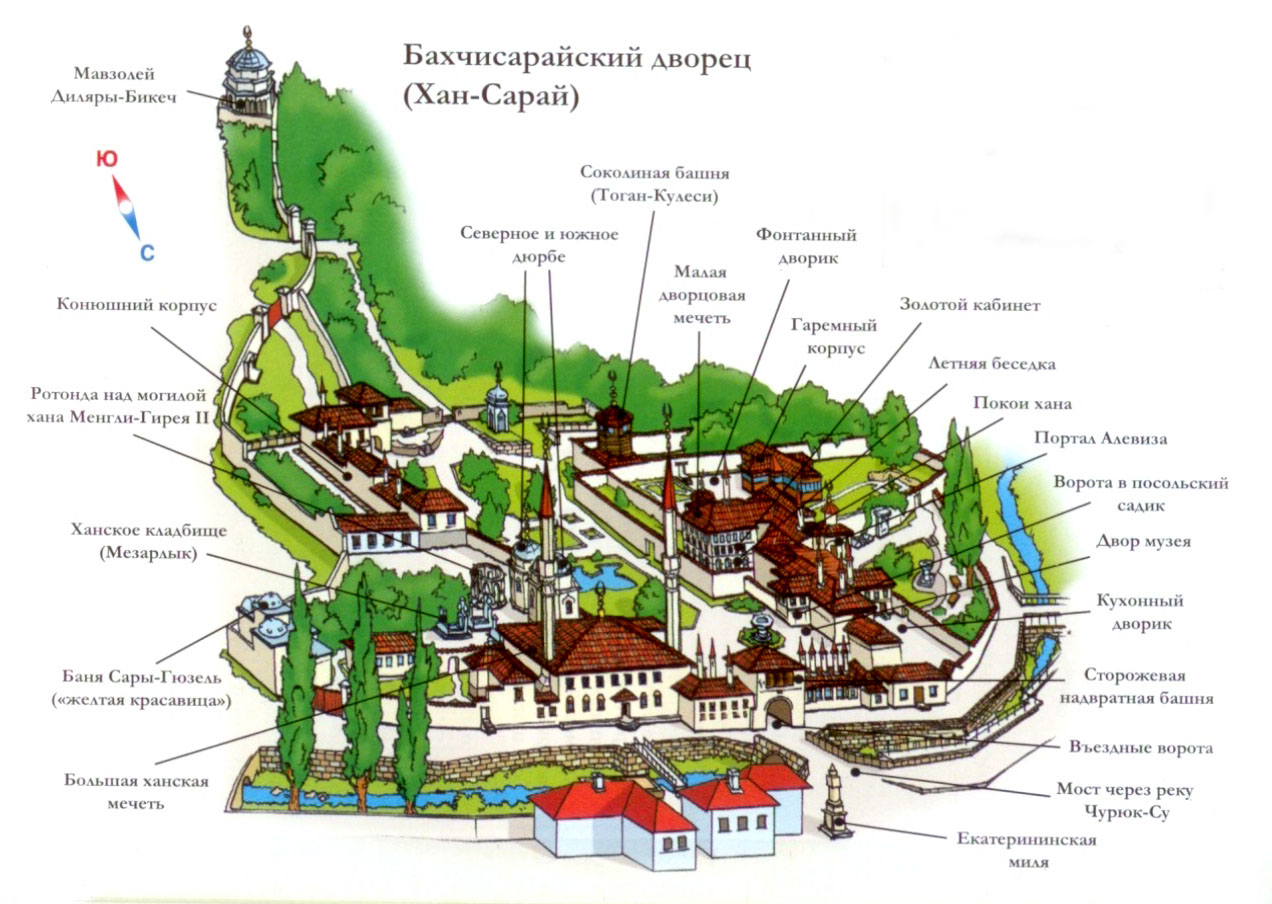 Бахчисарайский дворец
(Хан-Сарай)
Мавзолей
Диляры-Бикеч
Ю
С
Соколиная башня
(Тоган-Кулеси)
Северное и южное
дюрбе
Фонтанный
дворик
Малая
дворцовая
мечеть
Конюшний корпус
Золотой кабинет
Гаремный
корпус
Летняя беседка
Ротонда над могилой
хана Менгли-Гирея II
Покои хана
Портал Алевиза
Ворота в посольский
садик
Ханское кладбище
(Мезарлык)
Двор музея
Кухонный
дворик
Баня Сары-Гюзель
(«желтая красавица»)
Сторожевая
надвратная башня
Въездные ворота
Большая ханская
мечеть
Мост через реку
Чурюк-Су
Екатерининская
миля